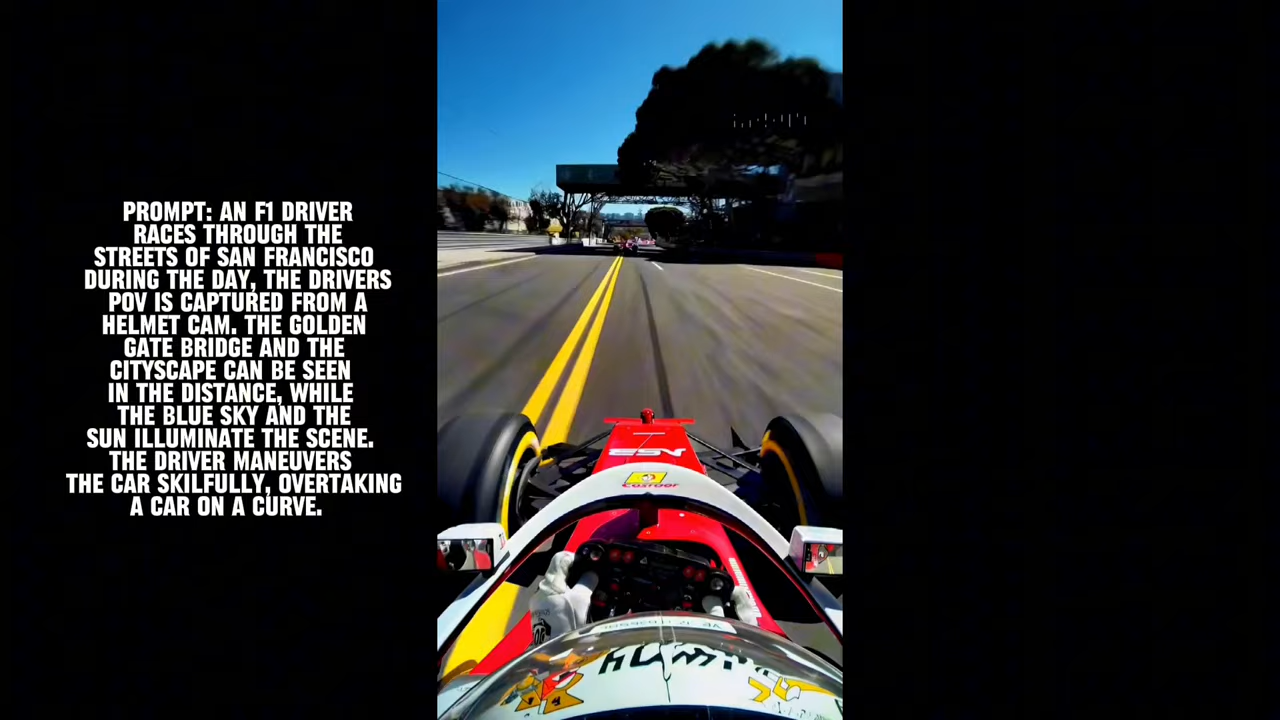 PROMPT: AN F1 DRIVER
RACES THROUGH THE
STREETS OF SAN FRANCISCO
DURING THE DAY, THE DRIVERS
POV IS CAPTURED FROM A
HELMET CAM. THE GOLDEN
GATE BRIDGE AND THE
CITYSCAPE CAN BE SEEN
IN THE DISTANCE, WHILE
THE BLUE SKY AND THE
SUN ILLUMINATE THE SCENE.
THE DRIVER MANEUVERS
THE CAR SKILFULLY, OVERTAKING
A CAR ON A CURVE.